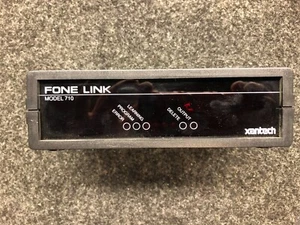 FONE LINK
MODEL 710
LEARNING
PROGRAM
ERROR
OUTPUT
DELETE
xantech